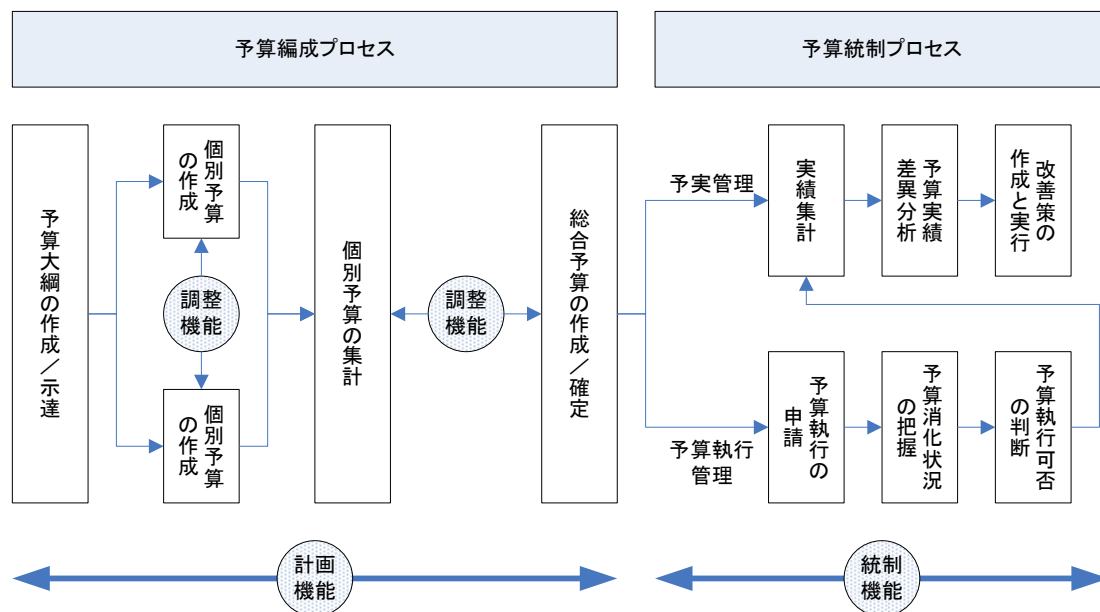 予算編成プロセス
予算統制プロセス
予算大綱の作成／示達
個別予算
の作成
調整
機能
個別予算
の作成
個別予算の集計
調整
機能
総合予算の作成／確定
予実管理
実績集計
予算実績
差異分析
改善策の
作成と実行
予算執行
管理
予算執行の
申請
予算消化状況
の把握
予算執行可否
の判断
計画
機能
統制
機能